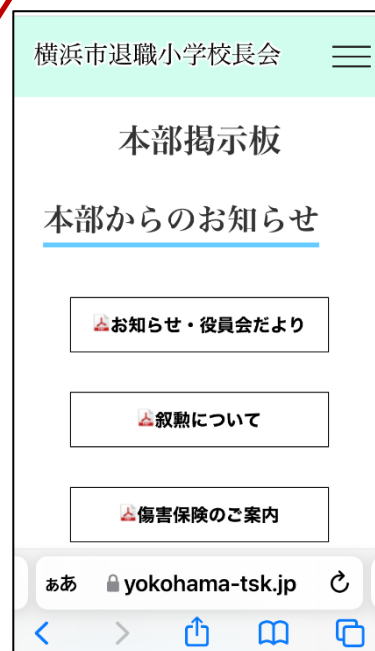 横浜市退職小学校長会
本部掲示板
本部からのお知らせ
お知らせ・役員会だより
叙勲について
傷害保険のご案内
ぁあ yokohama-tsk.jp